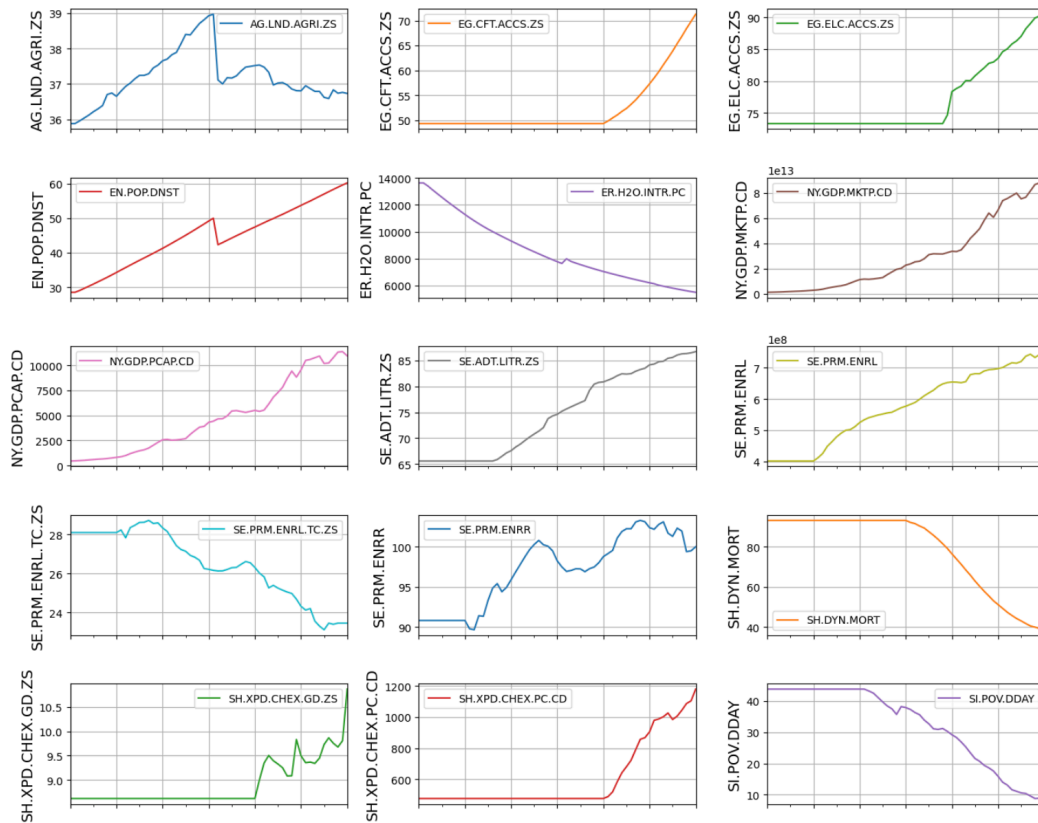 AG.LND.AGRI.ZS
39
38
37
36
AG.LND.AGRI.ZS
EG.CFT.ACCS.ZS
70
65
60
55
50
EG.CFT.ACCS.ZS
EG.ELC.ACCS.ZS
90
85
80
75
EG.ELC.ACCS.ZS
EN.POP.DNST
60
50
40
30
EN.POP.DNST
ER.H2O.INTR.PC
14000
12000
10000
8000
6000
ER.H2O.INTR.PC
NY.GDP.MKTP.CD
1e13
8
6
4
2
0
NY.GDP.MKTP.CD
NY.GDP.PCAP.CD
10000
7500
5000
2500
0
NY.GDP.PCAP.CD
SE.ADT.LITR.ZS
85
80
75
70
65
SE.ADT.LITR.ZS
SE.PRM.ENRL
1e8
7
6
5
4
SE.PRM.ENRL
SE.PRM.ENRL.TC.ZS
28
26
24
SE.PRM.ENRL.TC.ZS
SE.PRM.ENRR
100
95
90
SE.PRM.ENRR
SH.DYN.MORT
80
60
40
SH.DYN.MORT
SH.XPD.CHEX.GD.ZS
10.5
10.0
9.5
9.0
SH.XPD.CHEX.GD.ZS
SH.XPD.CHEX.PC.CD
1200
1000
800
600
SH.XPD.CHEX.PC.CD
SI.POV.DDAY
40
30
20
10
SI.POV.DDAY